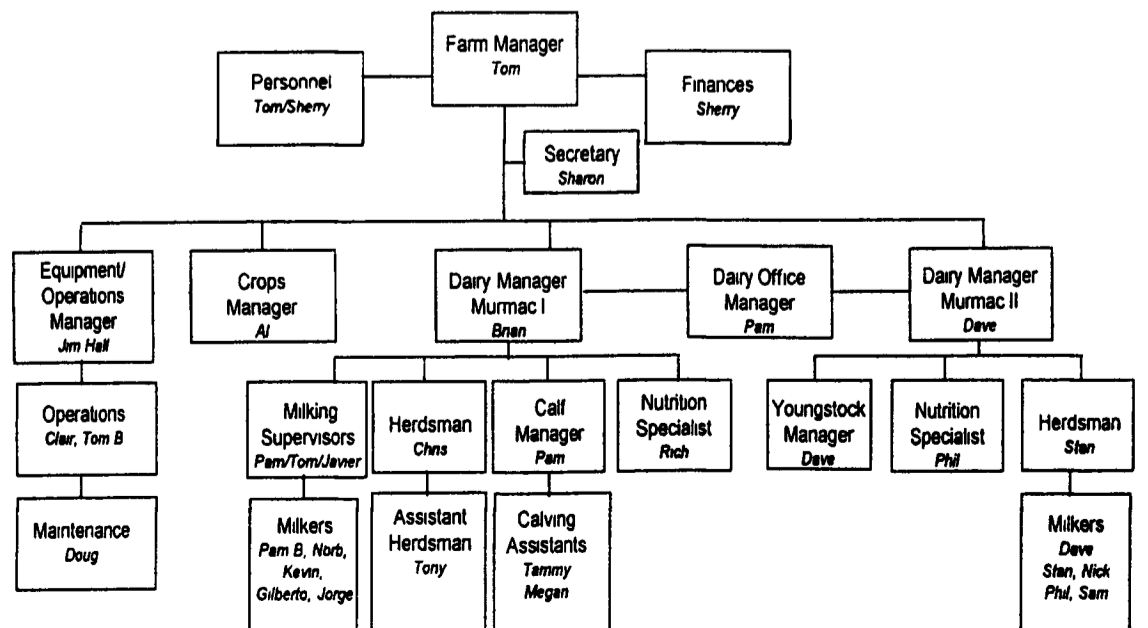 Farm Manager
Tom
Personnel
Tom/Sherry
Finances
Sherry
Secretary
Sharon
Equipment/
Operations
Manager
Jim Hall
Crops
Manager
Al
Dairy Manager
Murmac I
Brian
Dairy Office
Manager
Pam
Dairy Manager
Murmac II
Dave
Operations
Clair, Tom B
Milking
Supervisors
Pam/Tom/Javier
Herdsman
Chris
Calf
Manager
Pam
Nutrition
Specialist
Rich
Youngstock
Manager
Dave
Nutrition
Specialist
Phil
Herdsman
Stan
Maintenance
Doug
Milkers
Pam B, Norb,
Kevin,
Gilberto, Jorge
Assistant
Herdsman
Tony
Calving
Assistants
Tammy
Megan
Milkers
Dave
Stan, Nick
Phil, Sam